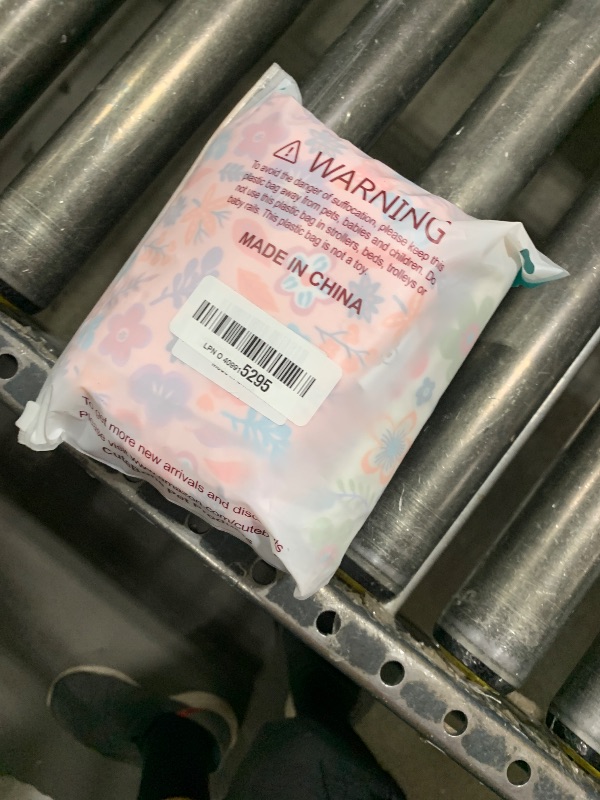 ⚠ WARNING
To avoid the danger of suffocation, please keep this
plastic bag away from pets, babies and children. Do
not use this plastic bag in strollers, beds, trolleys or
baby rails. This plastic bag is not a toy.
MADE IN CHINA
LPN O 5295
more new arrivals and
Please visit